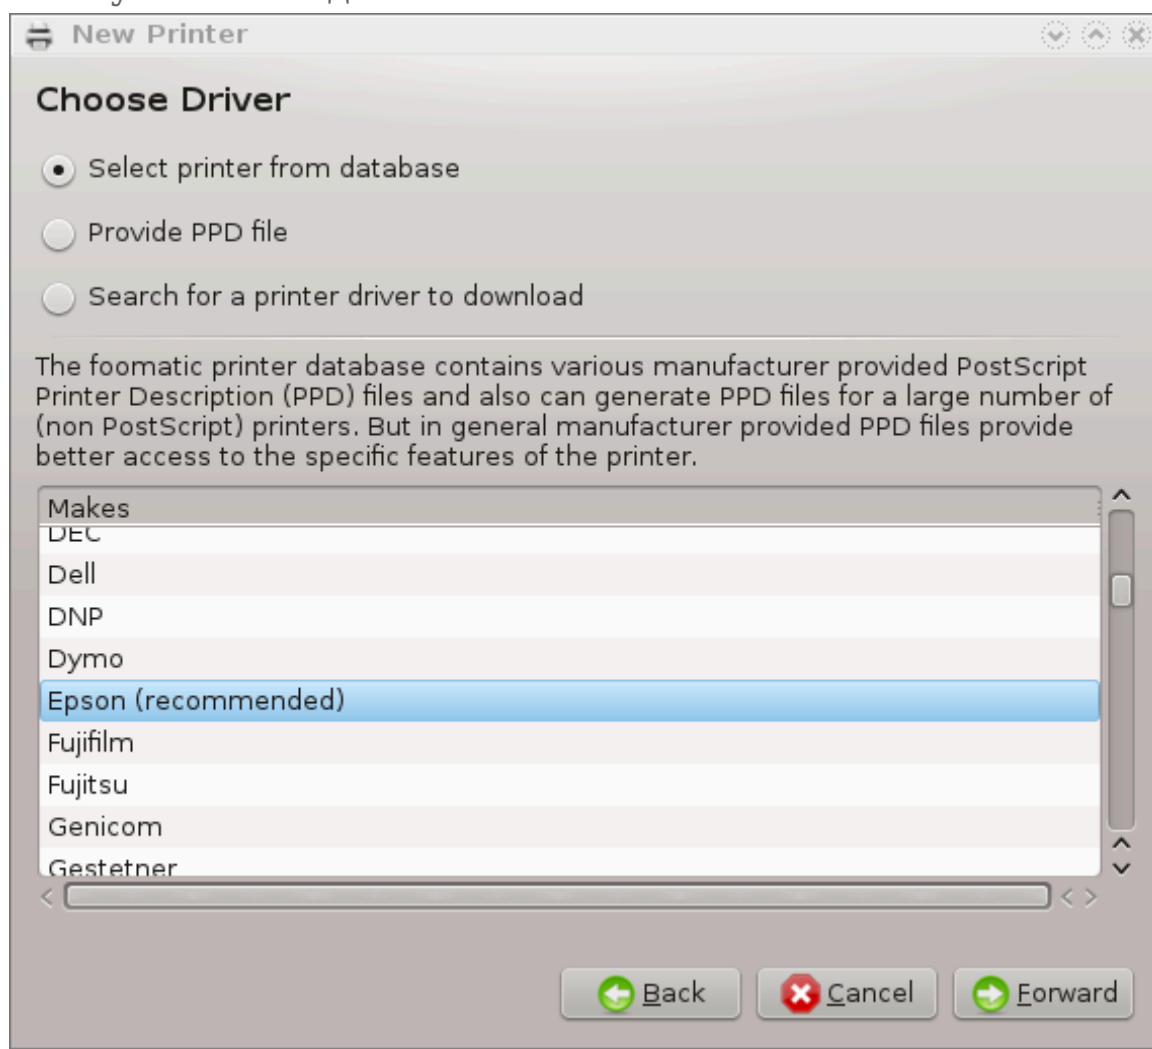 New Printer
Choose Driver
Select printer from database
Provide PPD file
Search for a printer driver to download
The foomatic printer database contains various manufacturer provided PostScript
Printer Description (PPD) files and also can generate PPD files for a large number of
(non PostScript) printers. But in general manufacturer provided PPD files provide
better access to the specific features of the printer.
Makes
DEC
Dell
DNP
Dymo
Epson (recommended)
Fujifilm
Fujitsu
Genicom
Gestetner
Back Cancel Forward